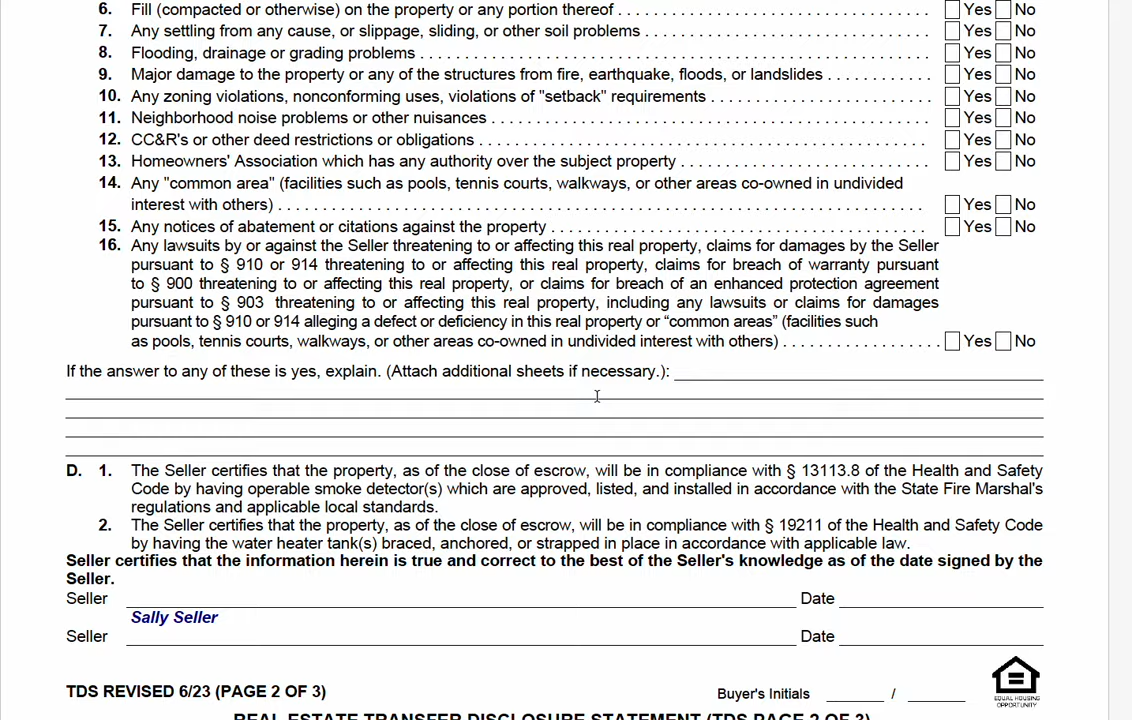 6. Fill (compacted or otherwise) on the property or any portion thereof . . . . . . . . . . . . . . . . . . . . . . . . . . . . . . . . . . Yes No
7. Any settling from any cause, or slippage, sliding, or other soil problems . . . . . . . . . . . . . . . . . . . . . . . . . . . . . . . Yes No
8. Flooding, drainage or grading problems . . . . . . . . . . . . . . . . . . . . . . . . . . . . . . . . . . . . . . . . . . . . . . . . . . . . . . . . Yes No
9. Major damage to the property or any of the structures from fire, earthquake, floods, or landslides . . . . . . . . . . . . Yes No
10. Any zoning violations, nonconforming uses, violations of "setback" requirements . . . . . . . . . . . . . . . . . . . . . . . . Yes No
11. Neighborhood noise problems or other nuisances . . . . . . . . . . . . . . . . . . . . . . . . . . . . . . . . . . . . . . . . . . . . . . . . Yes No
12. CC&R's or other deed restrictions or obligations . . . . . . . . . . . . . . . . . . . . . . . . . . . . . . . . . . . . . . . . . . . . . . . . . Yes No
13. Homeowners' Association which has any authority over the subject property . . . . . . . . . . . . . . . . . . . . . . . . . . . Yes No
14. Any "common area" (facilities such as pools, tennis courts, walkways, or other areas co-owned in undivided
interest with others) . . . . . . . . . . . . . . . . . . . . . . . . . . . . . . . . . . . . . . . . . . . . . . . . . . . . . . . . . . . . . . . . . . . . . . . Yes No
15. Any notices of abatement or citations against the property . . . . . . . . . . . . . . . . . . . . . . . . . . . . . . . . . . . . . . . . . Yes No
16. Any lawsuits by or against the Seller threatening to or affecting this real property, claims for damages by the Seller
pursuant to § 910 or 914 threatening to or affecting this real property, claims for breach of warranty pursuant
to § 900 threatening to or affecting this real property, or claims for breach of an enhanced protection agreement
pursuant to § 903 threatening to or affecting this real property, including any lawsuits or claims for damages
pursuant to § 910 or 914 alleging a defect or deficiency in this real property or “common areas” (facilities such
as pools, tennis courts, walkways, or other areas co-owned in undivided interest with others) . . . . . . . . . . . . . . . . . Yes No
If the answer to any of these is yes, explain. (Attach additional sheets if necessary.):
D. 1. The Seller certifies that the property, as of the close of escrow, will be in compliance with § 13113.8 of the Health and Safety
Code by having operable smoke detector(s) which are approved, listed, and installed in accordance with the State Fire Marshal's
regulations and applicable local standards.
2. The Seller certifies that the property, as of the close of escrow, will be in compliance with § 19211 of the Health and Safety Code
by having the water heater tank(s) braced, anchored, or strapped in place in accordance with applicable law.
Seller certifies that the information herein is true and correct to the best of the Seller's knowledge as of the date signed by the
Seller.
Seller Date
Sally Seller
Seller Date
TDS REVISED 6/23 (PAGE 2 OF 3) Buyer's Initials /
EQUAL HOUSING
OPPORTUNITY
REAL ESTATE TRANSFER DISCLOSURE STATEMENT (TDS PAGE 2 OF 3)